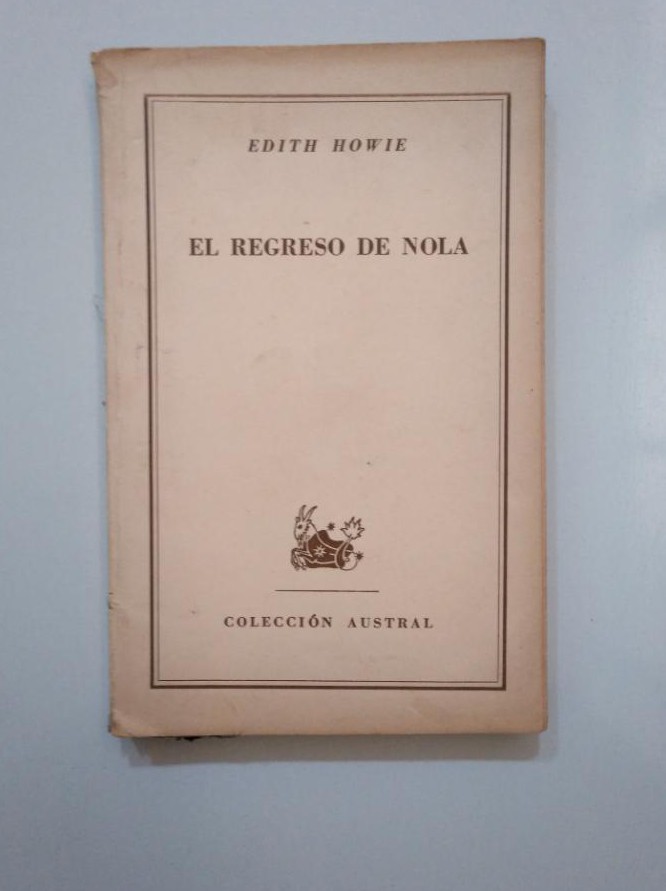 EDITH HOWIE
EL REGRESO DE NOLA
COLECCIÓN AUSTRAL